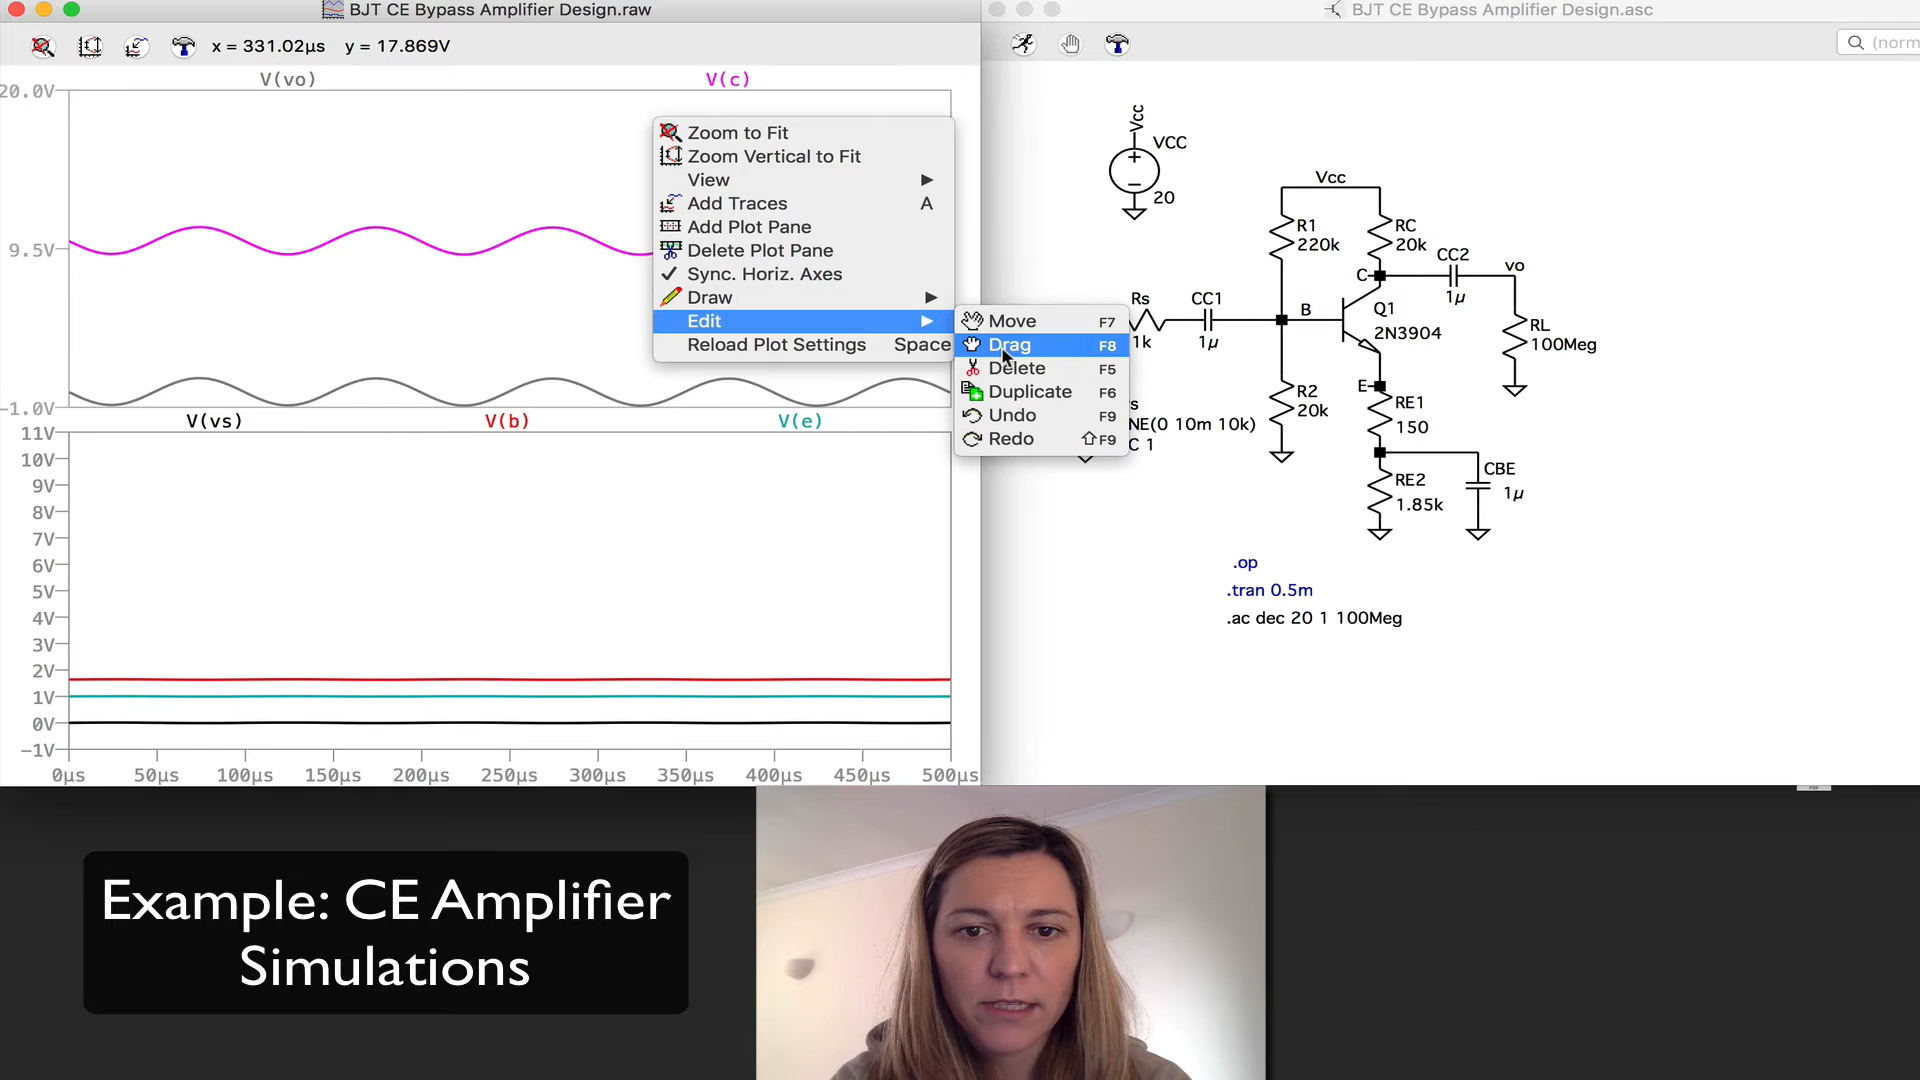 BJT CE Bypass Amplifier Design.raw
x = 331.02µs y = 17.869V
V(vo) V(c)
20.0V
9.5V
-1.0V
Zoom to Fit
Zoom Vertical to Fit
View
Add Traces A
Add Plot Pane
Delete Plot Pane
Sync. Horiz. Axes
Draw
Edit
Reload Plot Settings Space
Move F7
Drag F8
Delete F5
Duplicate F6
Undo F9
Redo ⇧F9
V(vs) V(b) V(e)
11V
10V
9V
8V
7V
6V
5V
4V
3V
2V
1V
0V
-1V
0µs 50µs 100µs 150µs 200µs 250µs 300µs 350µs 400µs 450µs 500µs
BJT CE Bypass Amplifier Design.asc
(norm
Vcc
VCC
20
Vcc
R1
220k
RC
20k
CC2
1µ
vo
C
Rs
1k
CC1
1µ
B
Q1
2N3904
RL
100Meg
E
R2
20k
RE1
150
s
NE(0 10m 10k)
C 1
RE2
1.85k
CBE
1µ
.op
.tran 0.5m
.ac dec 20 1 100Meg
Example: CE Amplifier
Simulations